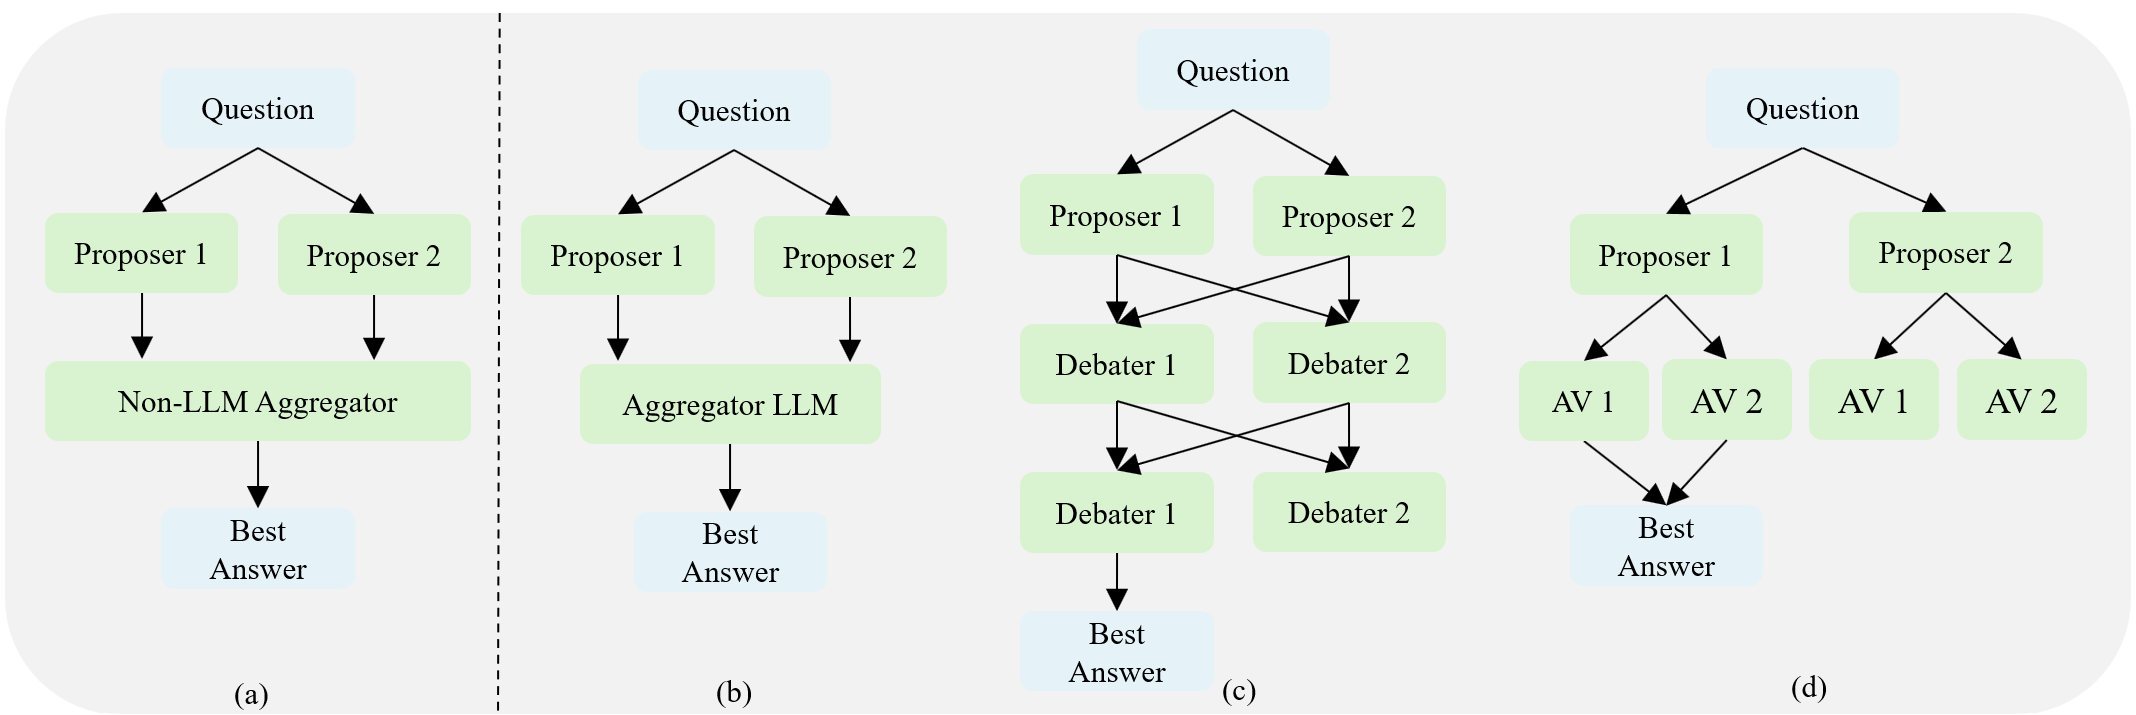 Question
Proposer 1
Proposer 2
Non-LLM Aggregator
Best
Answer
(a)
Question
Proposer 1
Proposer 2
Aggregator LLM
Best
Answer
(b)
Question
Proposer 1
Proposer 2
Debater 1
Debater 2
Debater 1
Debater 2
Best
Answer
(c)
Question
Proposer 1
Proposer 2
AV 1
AV 2
AV 1
AV 2
Best
Answer
(d)